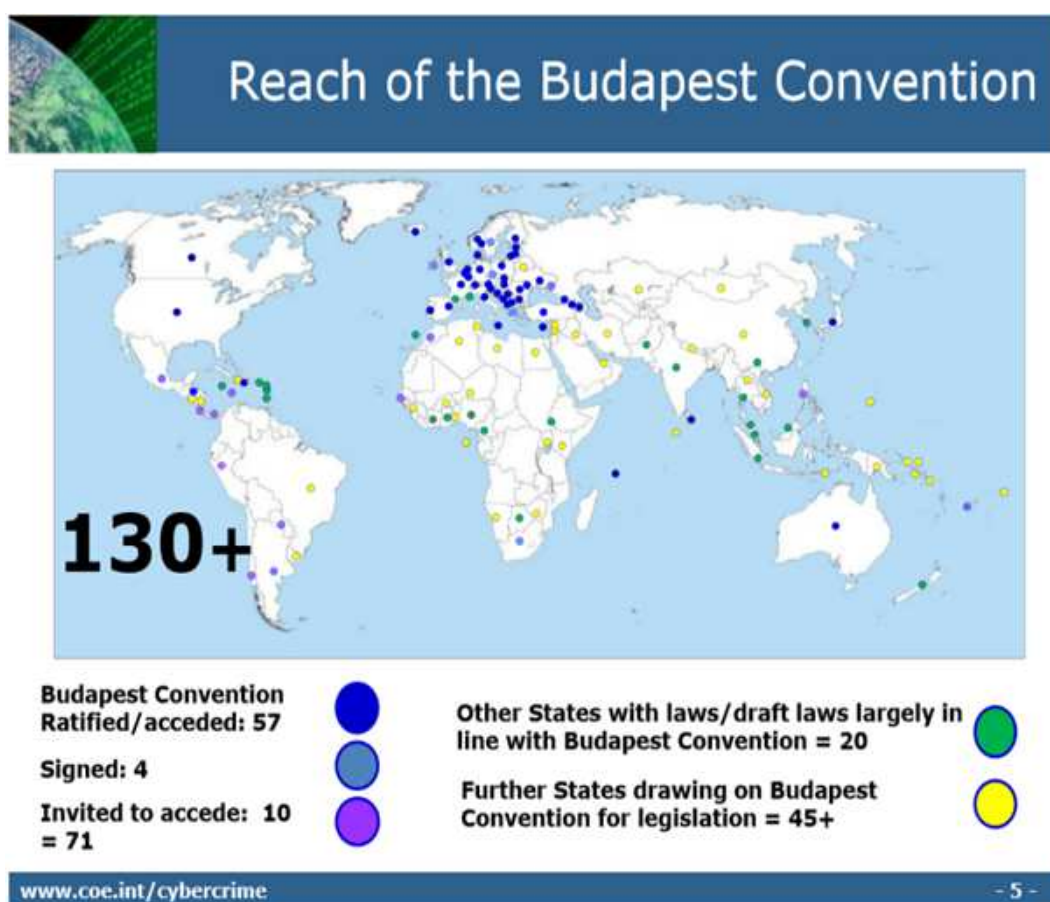 Reach of the Budapest Convention
130+
Budapest Convention
Ratified/acceded: 57
Signed: 4
Invited to accede: 10
= 71
Other States with laws/draft laws largely in
line with Budapest Convention = 20
Further States drawing on Budapest
Convention for legislation = 45+
www.coe.int/cybercrime
- 5 -